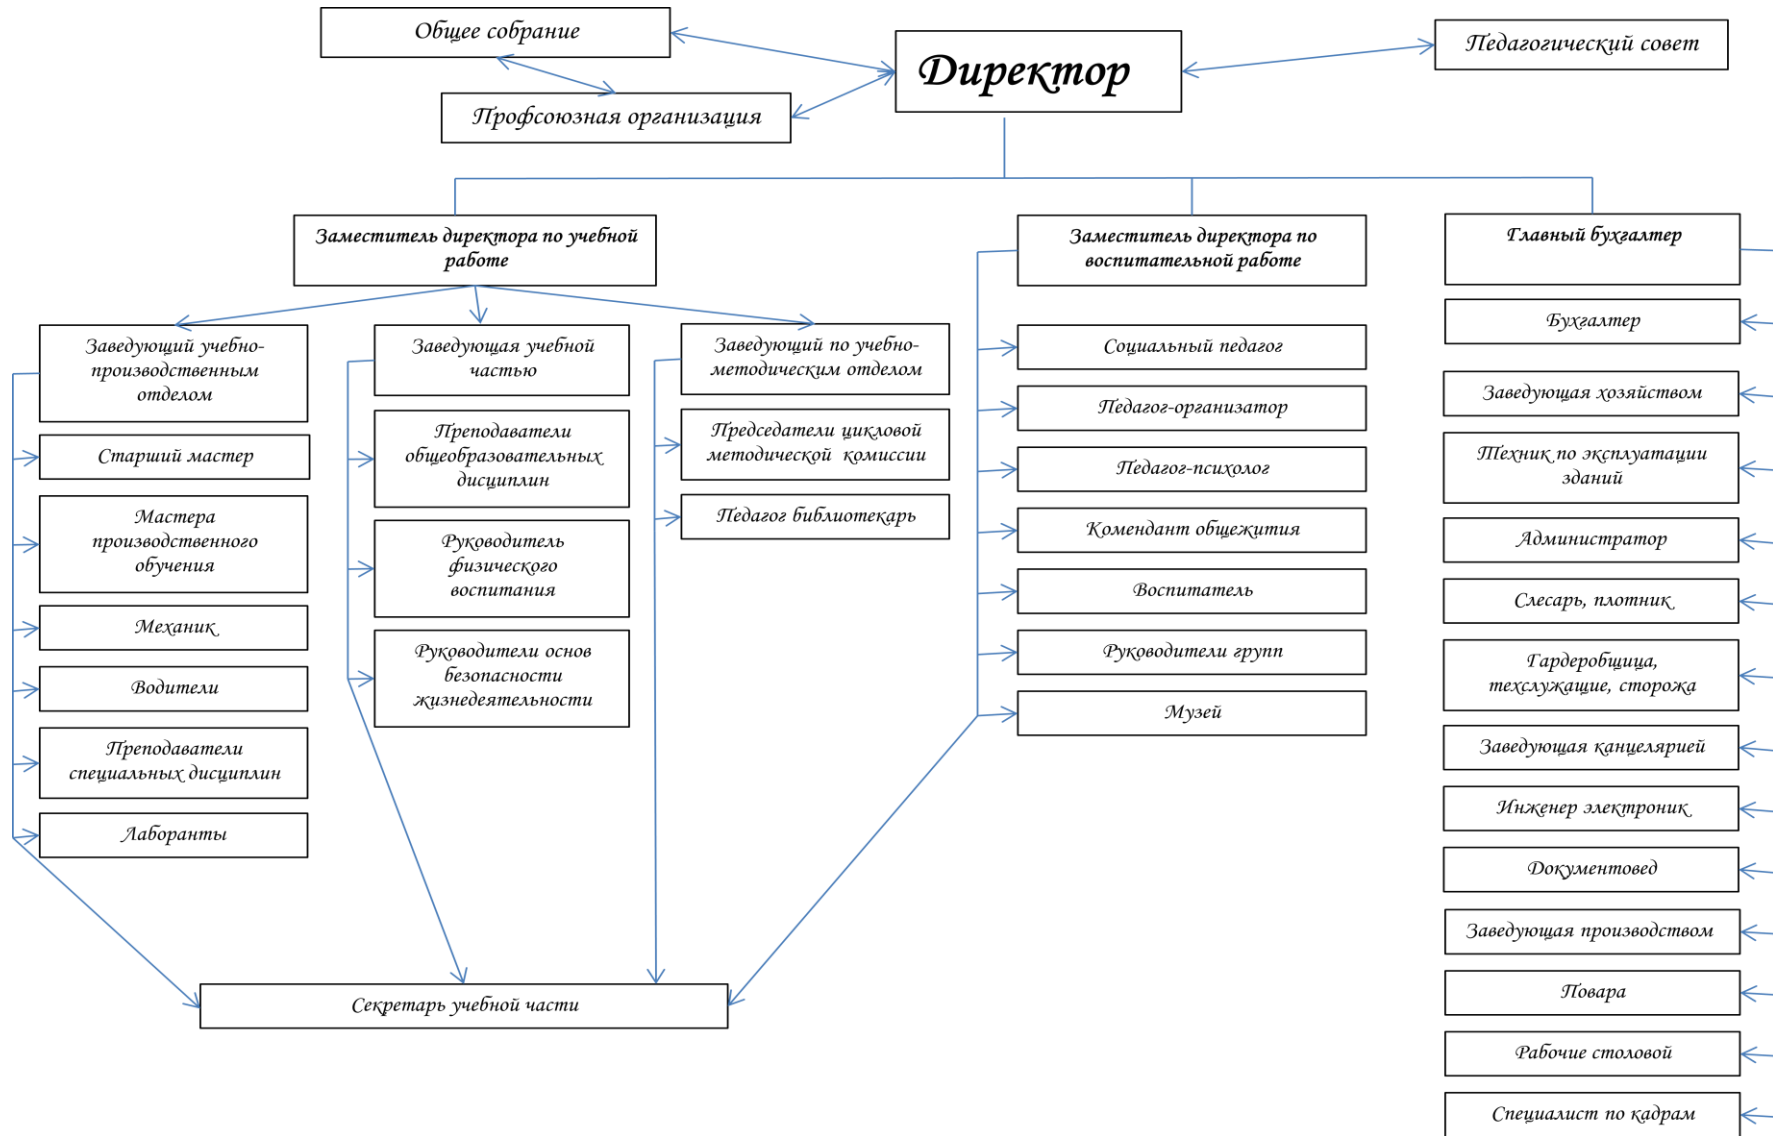 Общее собрание
Директор
Педагогический совет
Профсоюзная организация
Заместитель директора по учебной
работе
Заместитель директора по
воспитательной работе
Главный бухгалтер
Заведующий учебно-
производственным
отделом
Старший мастер
Мастера
производственного
обучения
Механик
Водители
Преподаватели
специальных дисциплин
Лаборанты
Заведующая учебной
частью
Преподаватели
общеобразовательных
дисциплин
Руководитель
физического
воспитания
Руководители основ
безопасности
жизнедеятельности
Заведующий по учебно-
методическим отделом
Председатели цикловой
методической комиссии
Педагог библиотекарь
Социальный педагог
Педагог-организатор
Педагог-психолог
Комендант общежития
Воспитатель
Руководители групп
Музей
Бухгалтер
Заведующая хозяйством
Техник по эксплуатации
зданий
Администратор
Слесарь, плотник
Гардеробщица,
техслужащие, сторожа
Заведующая канцелярией
Инженер электроник
Документовед
Заведующая производством
Повара
Рабочие столовой
Специалист по кадрам
Секретарь учебной части